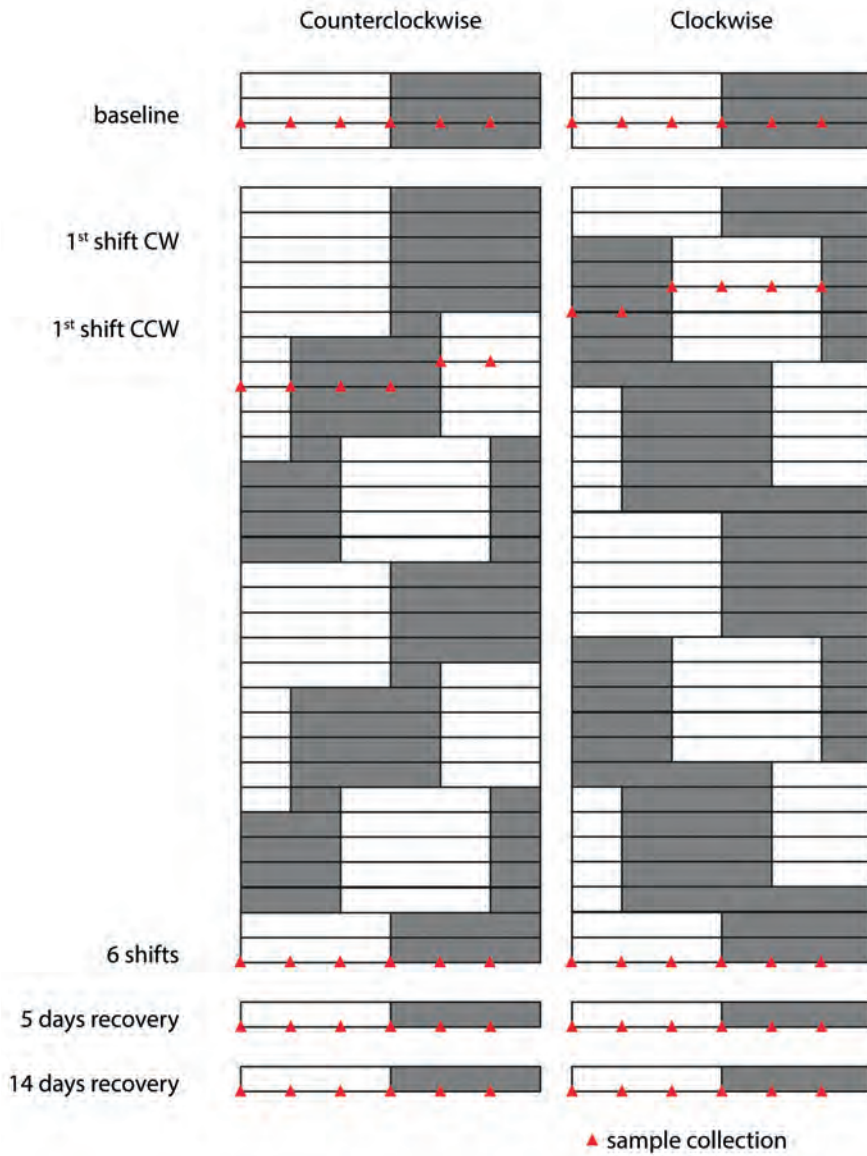 Counterclockwise
Clockwise
baseline
1st shift CW
1st shift CCW
6 shifts
5 days recovery
14 days recovery
sample collection